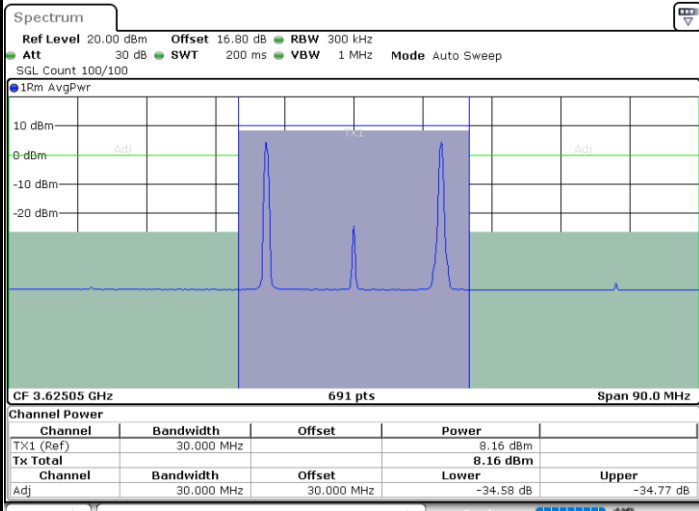 Spectrum
Ref Level 20.00 dBm Offset 16.80 dB RBW 300 kHz
Att 30 dB SWT 200 ms VBW 1 MHz Mode Auto Sweep
SGL Count 100/100
1Rm AvgPwr
10 dBm
TX1
0 dBm
Adj Adj
-10 dBm
-20 dBm
CF 3.62505 GHz 691 pts Span 90.0 MHz
Channel Power
Channel Bandwidth Offset Power
TX1 (Ref) 30.000 MHz 8.16 dBm
Tx Total 8.16 dBm
Channel Bandwidth Offset Lower Upper
Adj 30.000 MHz 30.000 MHz -34.58 dB -34.77 dB